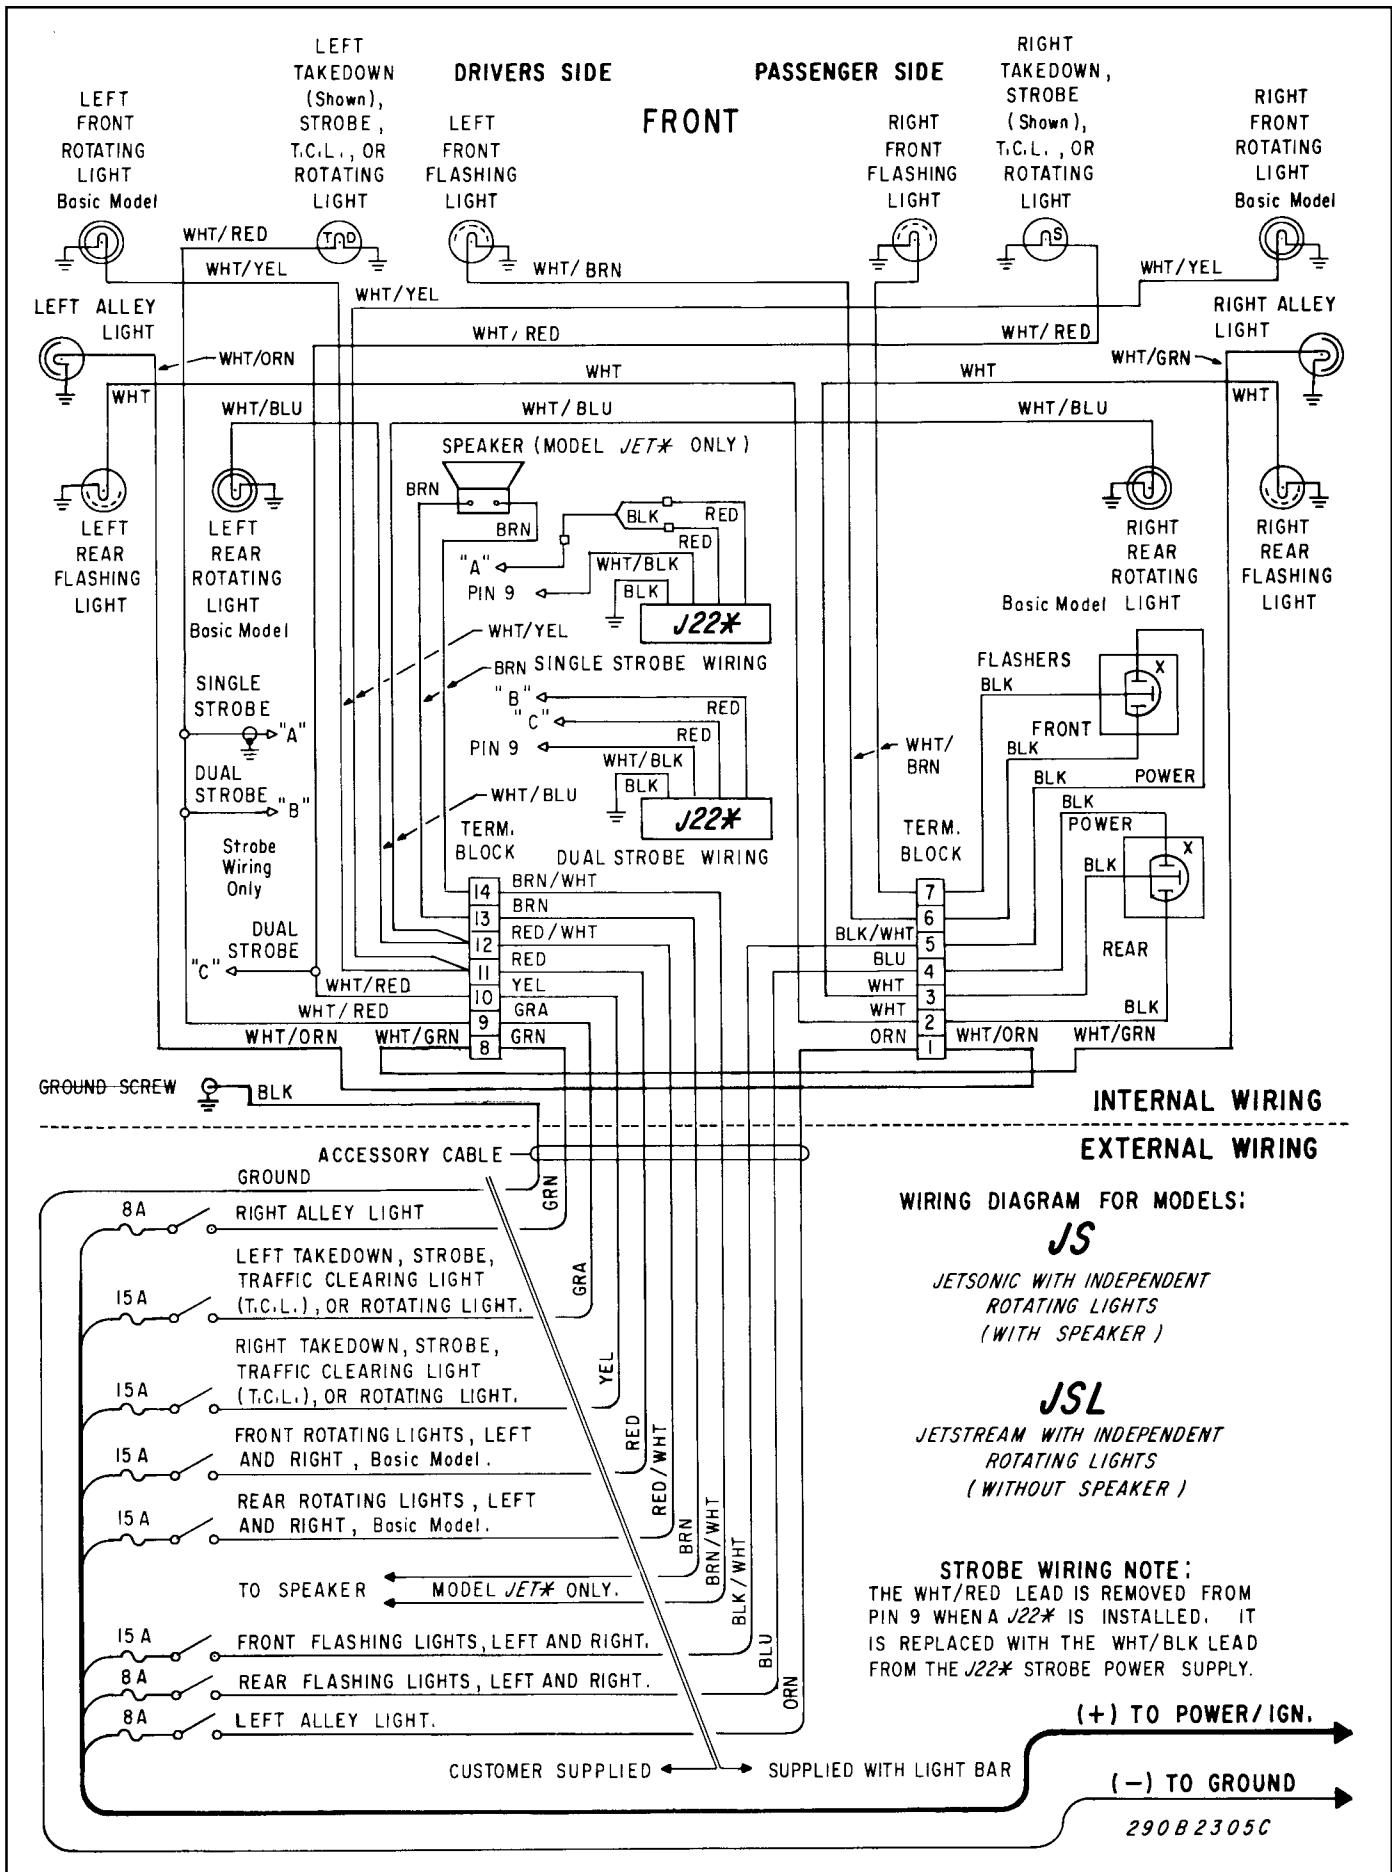 DRIVERS SIDE
PASSENGER SIDE
FRONT
LEFT
FRONT
ROTATING
LIGHT
Basic Model
LEFT
TAKEDOWN
(Shown),
STROBE,
T.C.L., OR
ROTATING
LIGHT
LEFT
FRONT
FLASHING
LIGHT
RIGHT
FRONT
FLASHING
LIGHT
RIGHT
TAKEDOWN,
STROBE
(Shown),
T.C.L., OR
ROTATING
LIGHT
RIGHT
FRONT
ROTATING
LIGHT
Basic Model
WHT/RED
T D
S
WHT/YEL
WHT/BRN
WHT/YEL
WHT/YEL
LEFT ALLEY
LIGHT
RIGHT ALLEY
LIGHT
WHT/RED
WHT/RED
WHT/ORN
WHT/GRN
WHT
WHT
WHT
WHT
WHT/BLU
WHT/BLU
WHT/BLU
SPEAKER (MODEL JET* ONLY)
BRN
BRN
LEFT
REAR
FLASHING
LIGHT
LEFT
REAR
ROTATING
LIGHT
Basic Model
RIGHT
REAR
ROTATING
LIGHT
Basic Model
RIGHT
REAR
FLASHING
LIGHT
BLK
RED
RED
"A"
WHT/BLK
PIN 9
BLK
J22*
WHT/YEL
BRN
SINGLE STROBE WIRING
"B"
RED
"C"
RED
PIN 9
WHT/BLK
BLK
J22*
WHT/BLU
DUAL STROBE WIRING
SINGLE
STROBE
"A"
DUAL
STROBE
"B"
Strobe
Wiring
Only
DUAL
STROBE
"C"
FLASHERS
BLK
X
FRONT
BLK
WHT/
BRN
BLK
POWER
BLK
POWER
X
BLK
REAR
BLK
TERM.
BLOCK
14
13
12
11
10
9
8
BRN/WHT
BRN
RED/WHT
RED
YEL
GRA
GRN
WHT/RED
WHT/RED
WHT/ORN
WHT/GRN
TERM.
BLOCK
7
6
5
4
3
2
1
BLK/WHT
BLU
WHT
WHT
ORN
WHT/ORN
WHT/GRN
GROUND SCREW
BLK
INTERNAL WIRING
EXTERNAL WIRING
ACCESSORY CABLE
GROUND
8A
RIGHT ALLEY LIGHT
GRN
15A
LEFT TAKEDOWN, STROBE,
TRAFFIC CLEARING LIGHT
(T.C.L.), OR ROTATING LIGHT.
GRA
15A
RIGHT TAKEDOWN, STROBE,
TRAFFIC CLEARING LIGHT
(T.C.L.), OR ROTATING LIGHT.
YEL
15A
FRONT ROTATING LIGHTS, LEFT
AND RIGHT, Basic Model.
RED
15A
REAR ROTATING LIGHTS, LEFT
AND RIGHT, Basic Model.
RED/WHT
TO SPEAKER
MODEL JET* ONLY.
BRN
BRN/WHT
15A
FRONT FLASHING LIGHTS, LEFT AND RIGHT.
BLK/WHT
8A
REAR FLASHING LIGHTS, LEFT AND RIGHT.
BLU
8A
LEFT ALLEY LIGHT.
ORN
CUSTOMER SUPPLIED
SUPPLIED WITH LIGHT BAR
WIRING DIAGRAM FOR MODELS:
JS
JETSONIC WITH INDEPENDENT
ROTATING LIGHTS
(WITH SPEAKER)
JSL
JETSTREAM WITH INDEPENDENT
ROTATING LIGHTS
(WITHOUT SPEAKER)
STROBE WIRING NOTE:
THE WHT/RED LEAD IS REMOVED FROM
PIN 9 WHEN A J22* IS INSTALLED. IT
IS REPLACED WITH THE WHT/BLK LEAD
FROM THE J22* STROBE POWER SUPPLY.
(+) TO POWER/IGN.
(-) TO GROUND
290B2305C